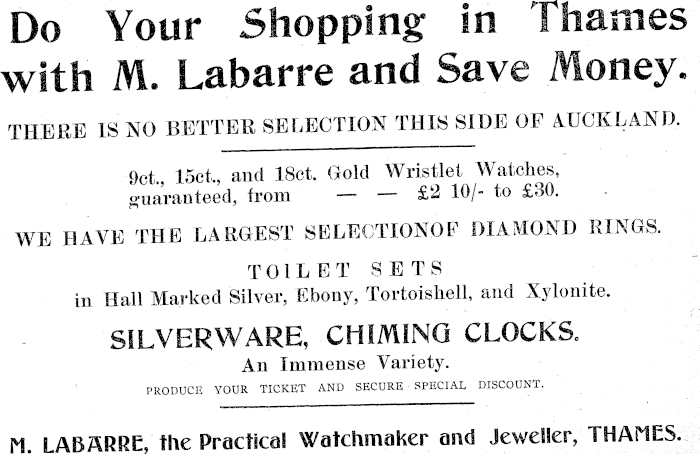 Do Your Shopping in Thames
with M. Labarre and Save Money.
THERE IS NO BETTER SELECTION THIS SIDE OF AUCKLAND.
9ct., 15ct., and 18ct. Gold Wristlet Watches,
guaranteed, from — — £2 10/- to £30.
WE HAVE THE LARGEST SELECTIONOF DIAMOND RINGS.
TOILET SETS
in Hall Marked Silver, Ebony, Tortoishell, and Xylonite.
SILVERWARE, CHIMING CLOCKS.
An Immense Variety.
PRODUCE YOUR TICKET AND SECURE SPECIAL DISCOUNT.
M. LABARRE, the Practical Watchmaker and Jeweller, THAMES.